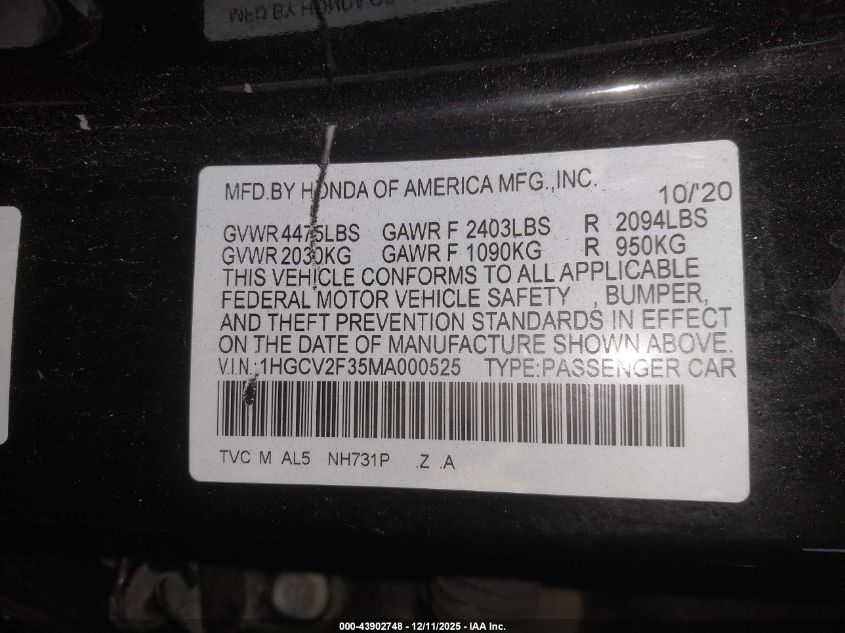 MFD.BY HONDA OF AMERICA MFG.,INC. 10/'20
GVWR 4475LBS GAWR F 2403LBS R 2094LBS
GVWR 2030KG GAWR F 1090KG R 950KG
THIS VEHICLE CONFORMS TO ALL APPLICABLE
FEDERAL MOTOR VEHICLE SAFETY , BUMPER,
AND THEFT PREVENTION STANDARDS IN EFFECT
ON THE DATE OF MANUFACTURE SHOWN ABOVE.
V.I.N.:1HGCV2F35MA000525 TYPE:PASSENGER CAR
TVC M AL5 NH731P .Z .A
000-43902748 - 12/11/2025 - IAA Inc.